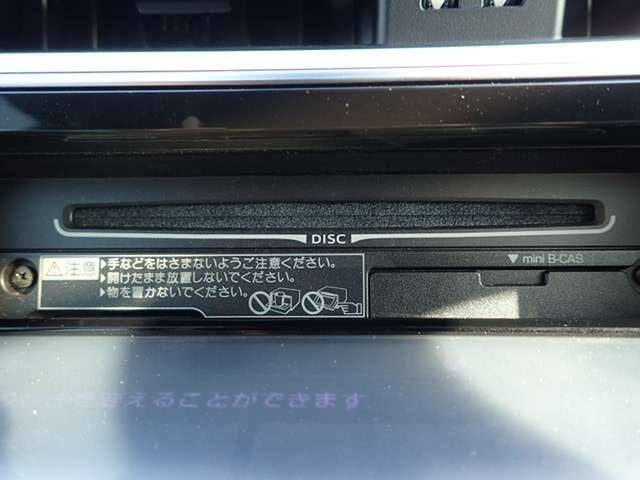 DISC
⚠注意
▶手などをはさまないようご注意ください。
▶開けたまま放置しないでください。
▶物を置かないでください。
▼ mini B-CAS
えることができます